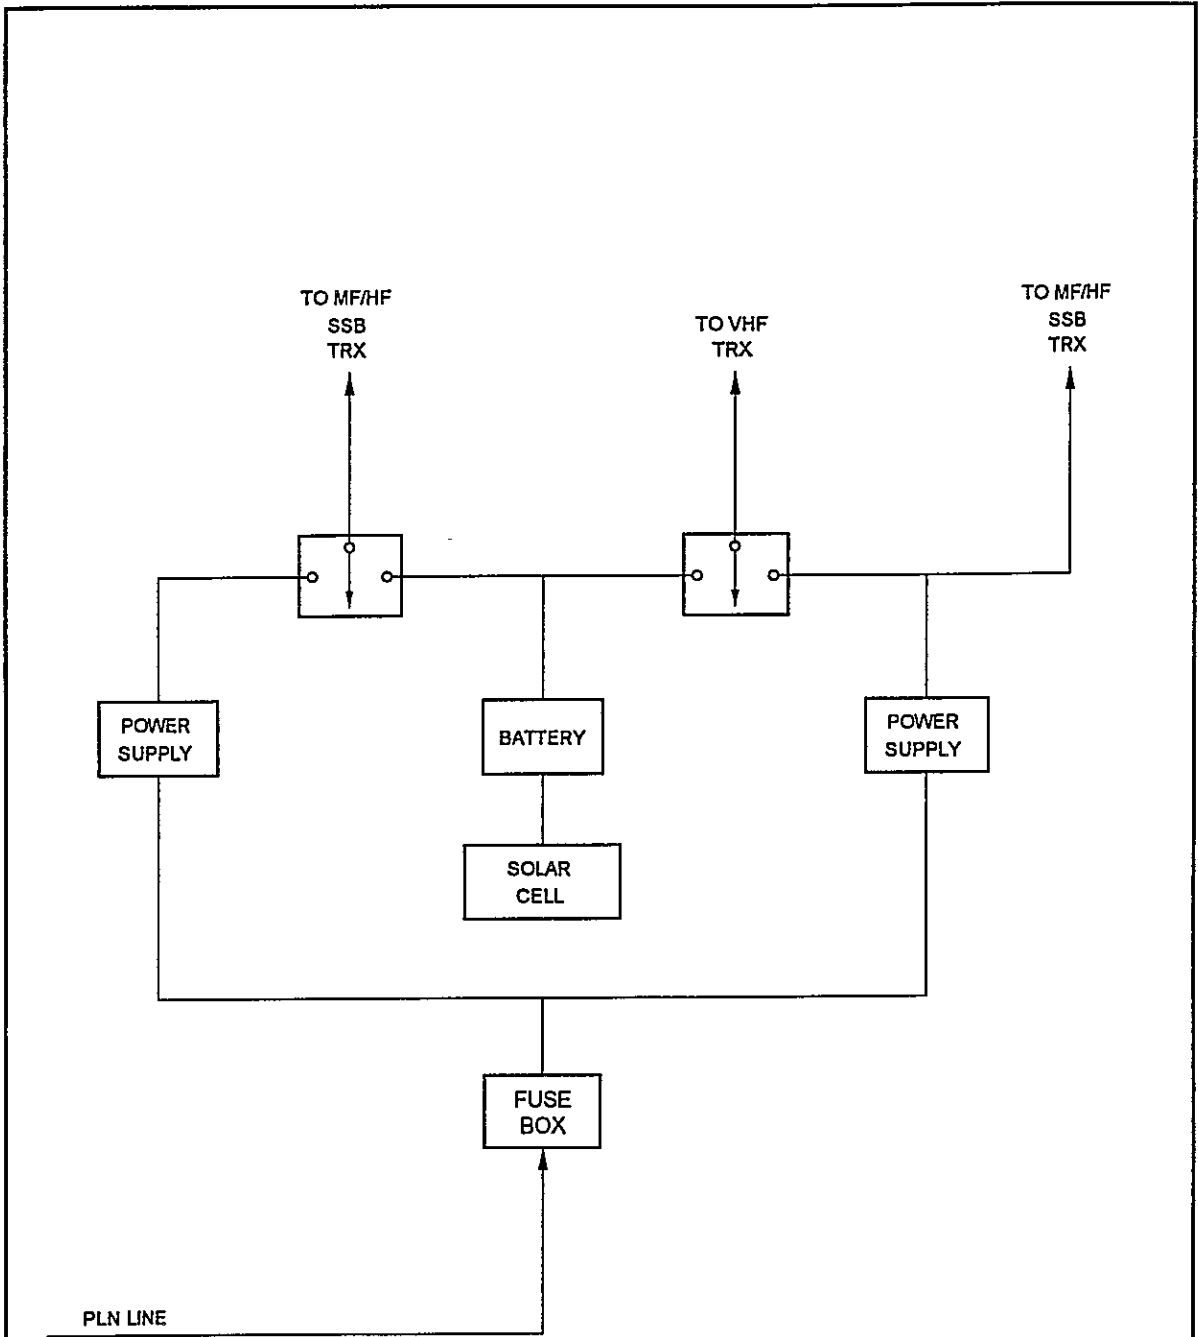 TO MF/HF
SSB
TRX
TO VHF
TRX
TO MF/HF
SSB
TRX
POWER
SUPPLY
BATTERY
POWER
SUPPLY
SOLAR
CELL
FUSE
BOX
PLN LINE